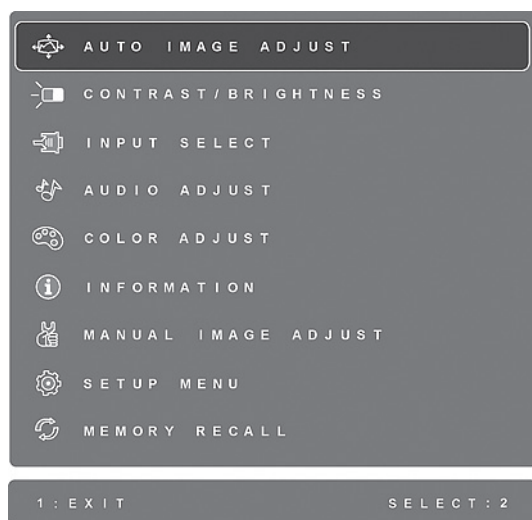 AUTO IMAGE ADJUST
CONTRAST/BRIGHTNESS
INPUT SELECT
AUDIO ADJUST
COLOR ADJUST
INFORMATION
MANUAL IMAGE ADJUST
SETUP MENU
MEMORY RECALL
1:EXIT SELECT:2